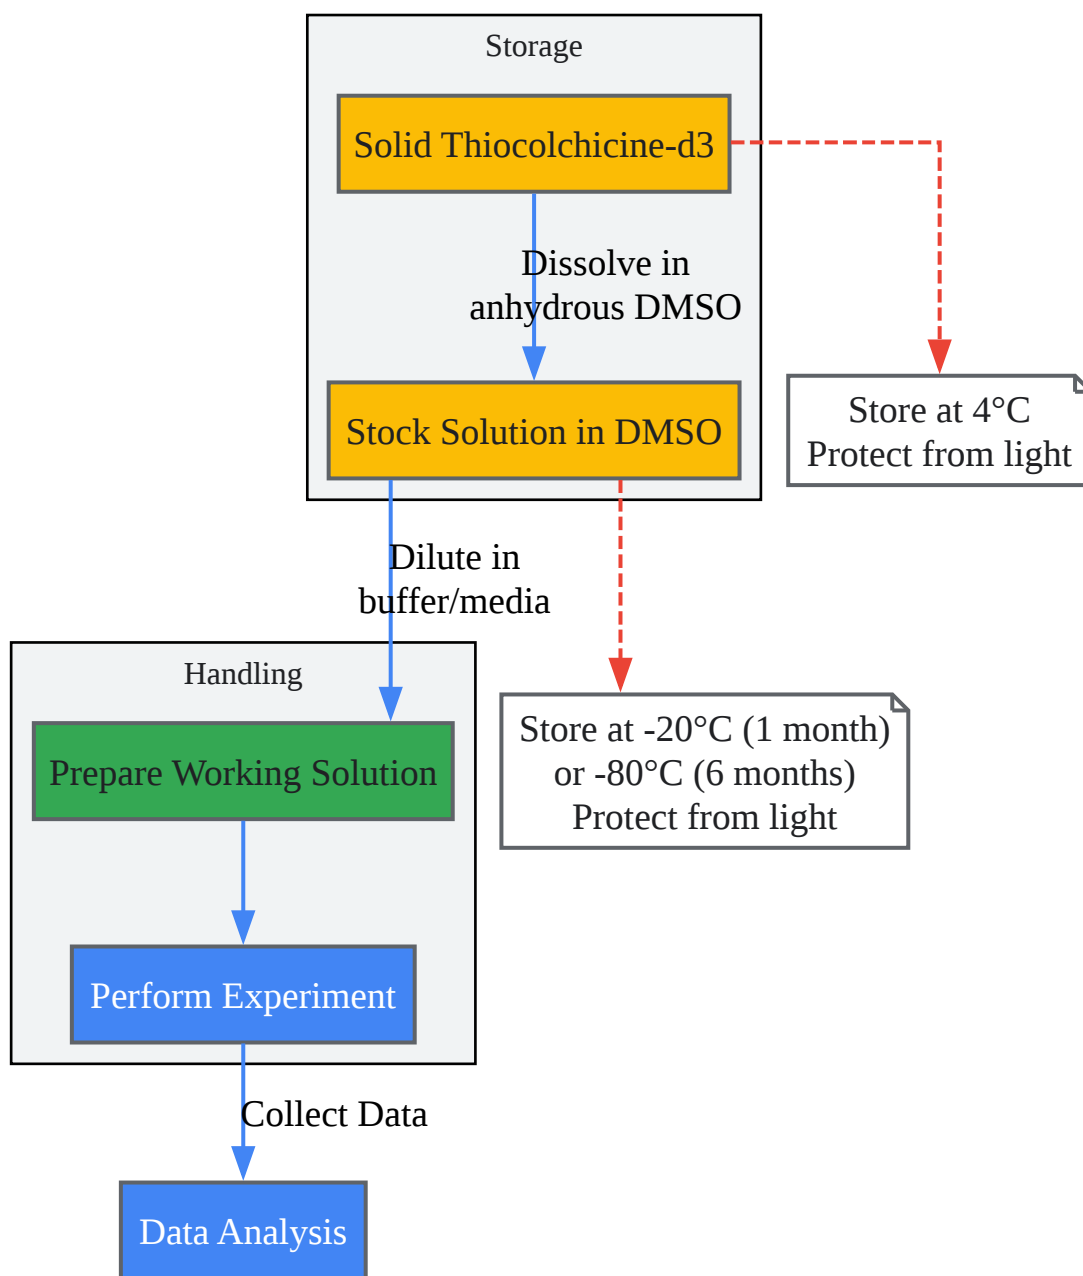 Storage
Solid Thiocolchicine-d3
Dissolve in
anhydrous DMSO
Stock Solution in DMSO
Store at 4°C
Protect from light
Dilute in
buffer/media
Handling
Prepare Working Solution
Store at -20°C (1 month)
or -80°C (6 months)
Protect from light
Perform Experiment
Collect Data
Data Analysis